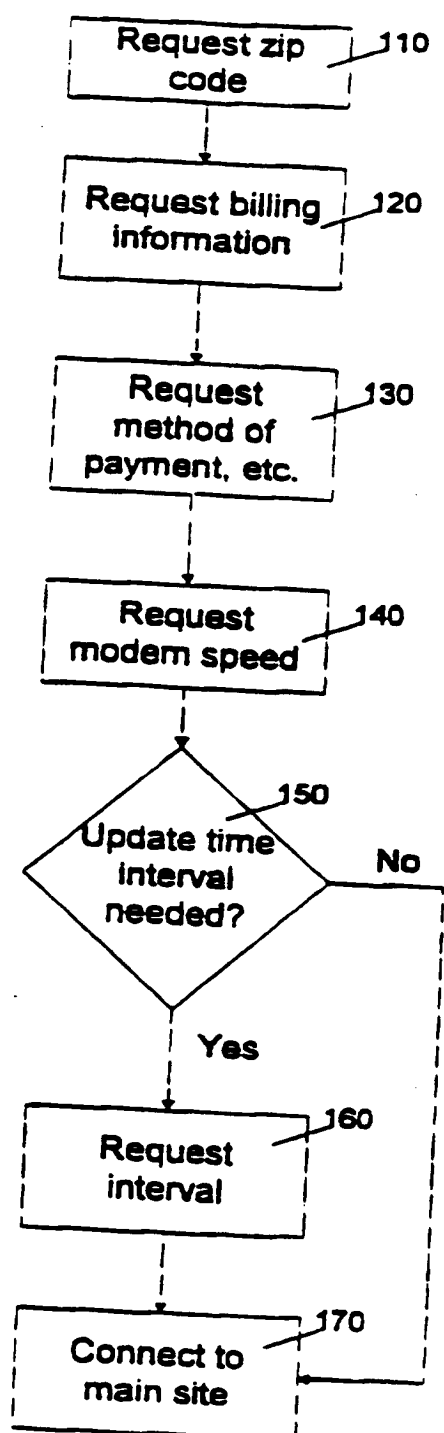 Request zip
code
110
Request billing
information
120
Request
method of
payment, etc.
130
Request
modem speed
140
150
Update time
interval
needed?
No
Yes
Request
interval
160
Connect to
main site
170